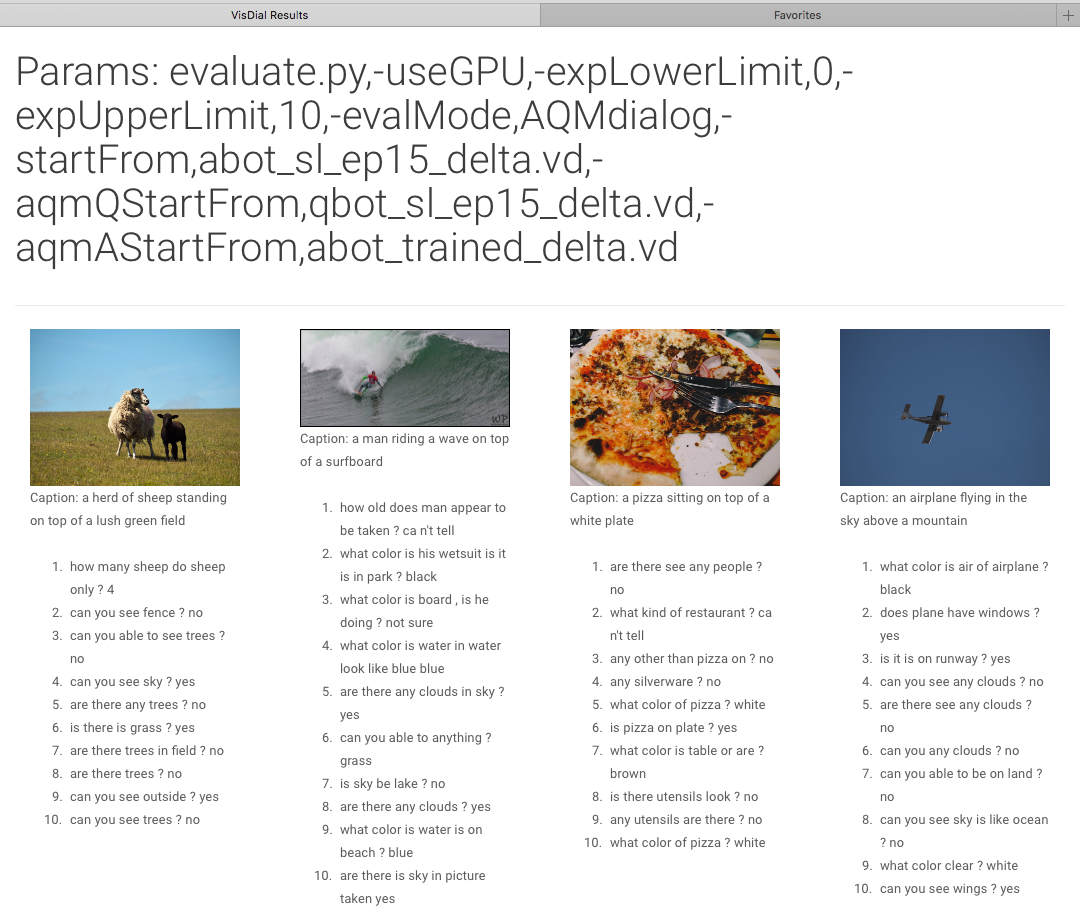 VisDial Results
Favorites
Params: evaluate.py,-useGPU,-expLowerLimit,0,-
expUpperLimit,10,-evalMode,AQMdialog,-
startFrom,abot_sl_ep15_delta.vd,-
aqmQStartFrom,qbot_sl_ep15_delta.vd,-
aqmAStartFrom,abot_trained_delta.vd
Caption: a herd of sheep standing
on top of a lush green field
1. how many sheep do sheep
only ? 4
2. can you see fence ? no
3. can you able to see trees ?
no
4. can you see sky ? yes
5. are there any trees ? no
6. is there is grass ? yes
7. are there trees in field ? no
8. are there trees ? no
9. can you see outside ? yes
10. can you see trees ? no
WP
Caption: a man riding a wave on top
of a surfboard
1. how old does man appear to
be taken ? ca n't tell
2. what color is his wetsuit is it
is in park ? black
3. what color is board , is he
doing ? not sure
4. what color is water in water
look like blue blue
5. are there any clouds in sky ?
yes
6. can you able to anything ?
grass
7. is sky be lake ? no
8. are there any clouds ? yes
9. what color is water is on
beach ? blue
10. are there is sky in picture
taken yes
Caption: a pizza sitting on top of a
white plate
1. are there see any people ?
no
2. what kind of restaurant ? ca
n't tell
3. any other than pizza on ? no
4. any silverware ? no
5. what color of pizza ? white
6. is pizza on plate ? yes
7. what color is table or are ?
brown
8. is there utensils look ? no
9. any utensils are there ? no
10. what color of pizza ? white
Caption: an airplane flying in the
sky above a mountain
1. what color is air of airplane ?
black
2. does plane have windows ?
yes
3. is it is on runway ? yes
4. can you see any clouds ? no
5. are there see any clouds ?
no
6. can you any clouds ? no
7. can you able to be on land ?
no
8. can you see sky is like ocean
? no
9. what color clear ? white
10. can you see wings ? yes